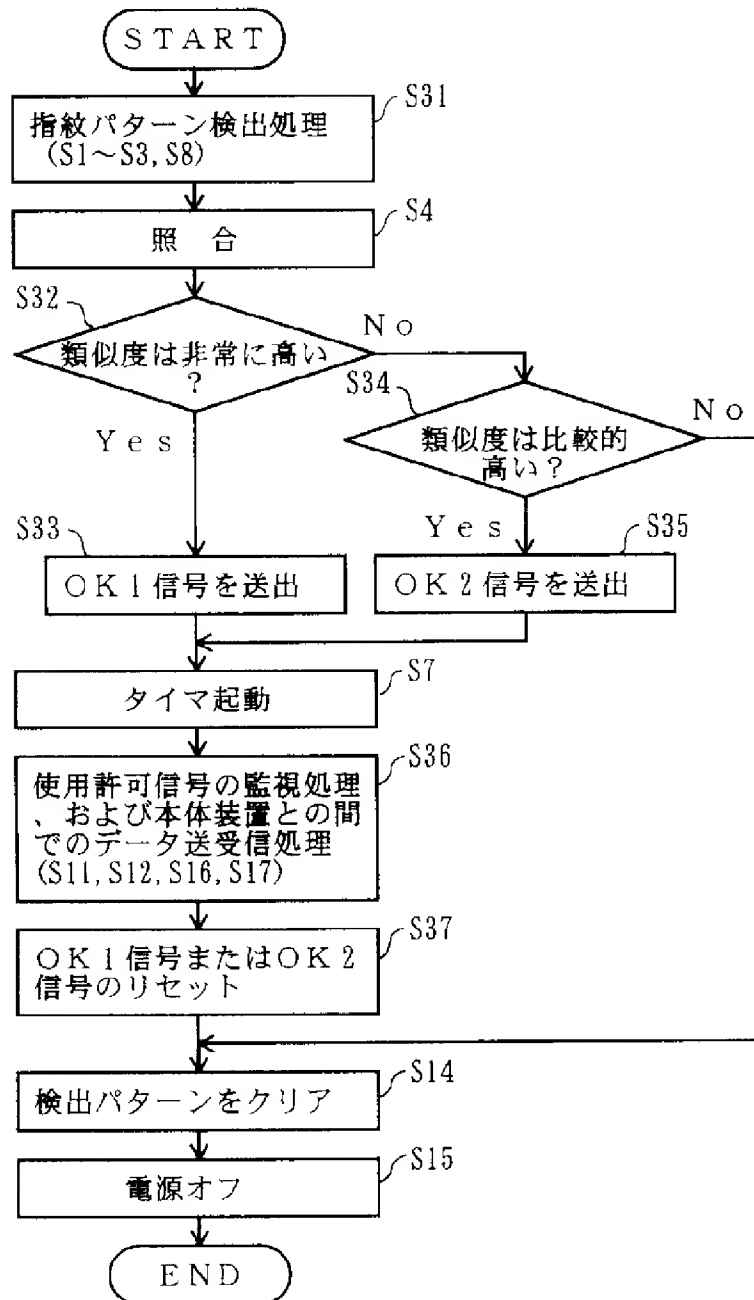 START
S31
指紋パターン検出処理
(S1～S3,S8)
S4
照　合
S32
類似度は非常に高い
？
No
Yes
S34
類似度は比較的
高い？
No
Yes
S33
OK1信号を送出
S35
OK2信号を送出
S7
タイマ起動
S36
使用許可信号の監視処理
、および本体装置との間
でのデータ送受信処理
(S11,S12,S16,S17)
S37
OK1信号またはOK2
信号のリセット
S14
検出パターンをクリア
S15
電源オフ
END